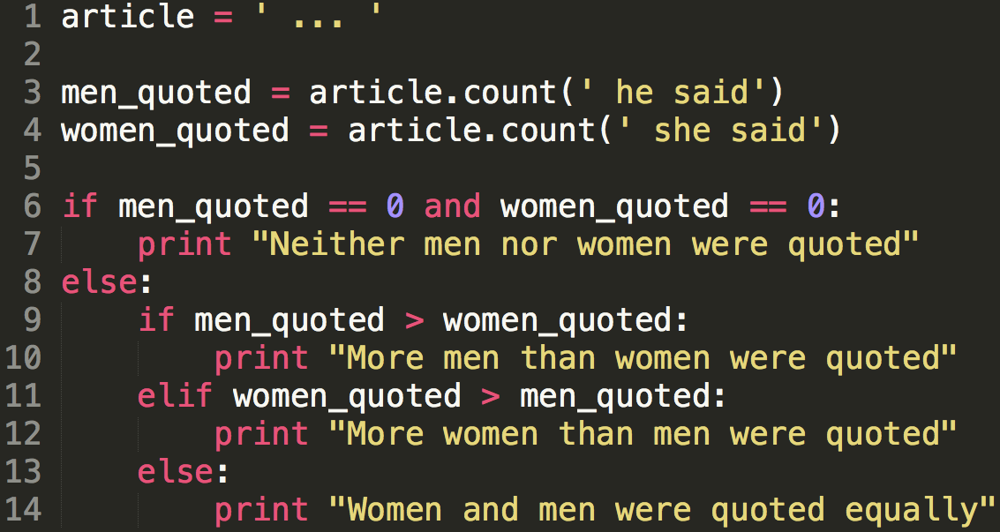 1 article = ' ... '
2
3 men_quoted = article.count(' he said')
4 women_quoted = article.count(' she said')
5
6 if men_quoted == 0 and women_quoted == 0:
7     print "Neither men nor women were quoted"
8 else:
9     if men_quoted > women_quoted:
10         print "More men than women were quoted"
11     elif women_quoted > men_quoted:
12         print "More women than men were quoted"
13     else:
14         print "Women and men were quoted equally"